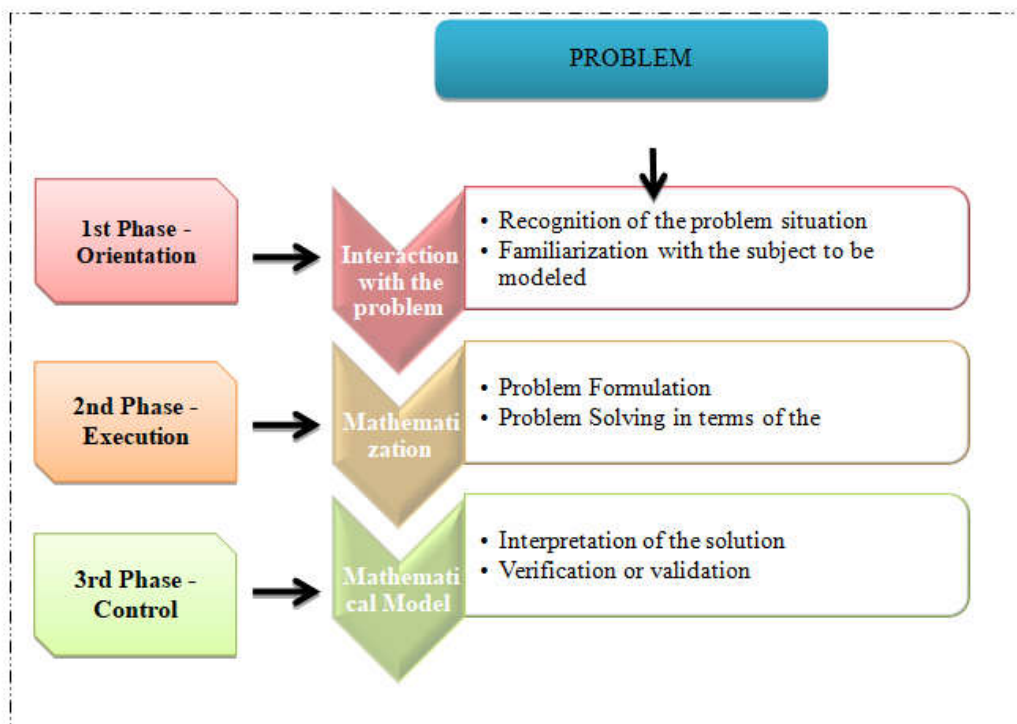 PROBLEM
1st Phase -
Orientation
Interaction
with the
problem
• Recognition of the problem situation
• Familiarization with the subject to be
modeled
2nd Phase -
Execution
Mathemati
zation
• Problem Formulation
• Problem Solving in terms of the
3rd Phase -
Control
Mathemati
cal Model
• Interpretation of the solution
• Verification or validation